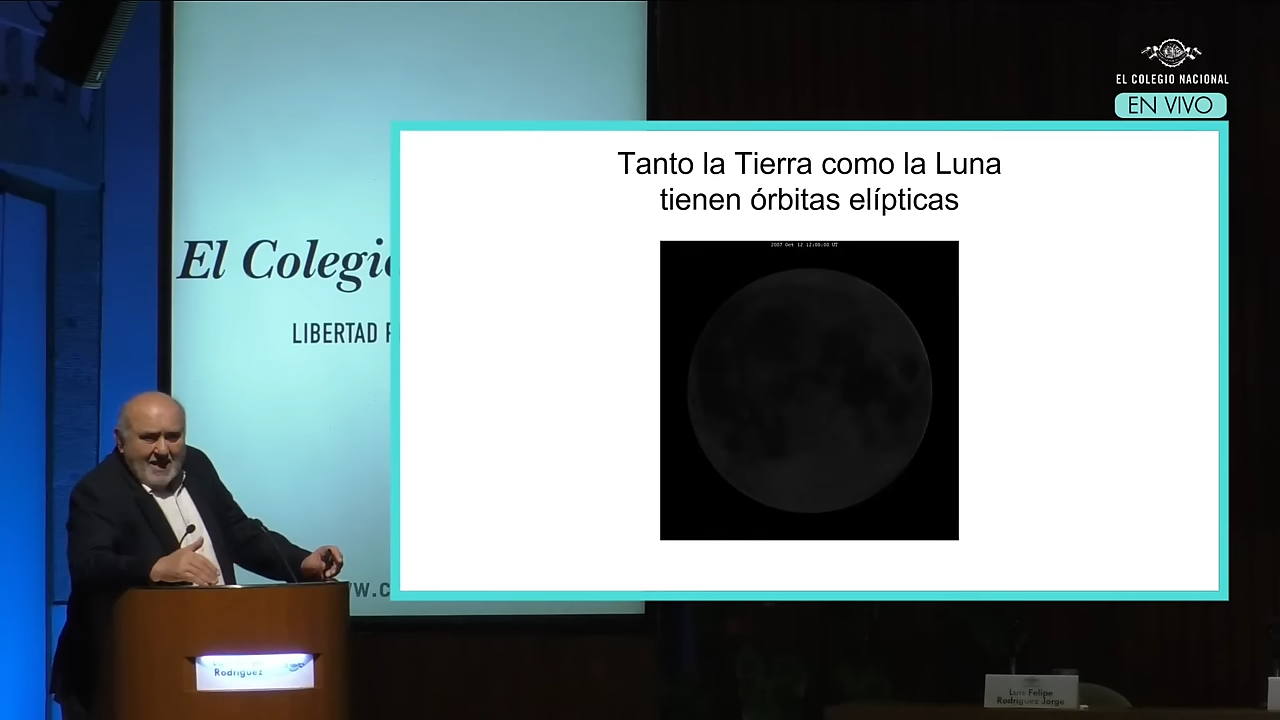 EL COLEGIO NACIONAL
EN VIVO
Tanto la Tierra como la Luna
tienen órbitas elípticas
2007 Oct 12 12:00:00 UT
El Colegi
LIBERTAD
Rodríguez
Luis Felipe
Rodríguez Jorge